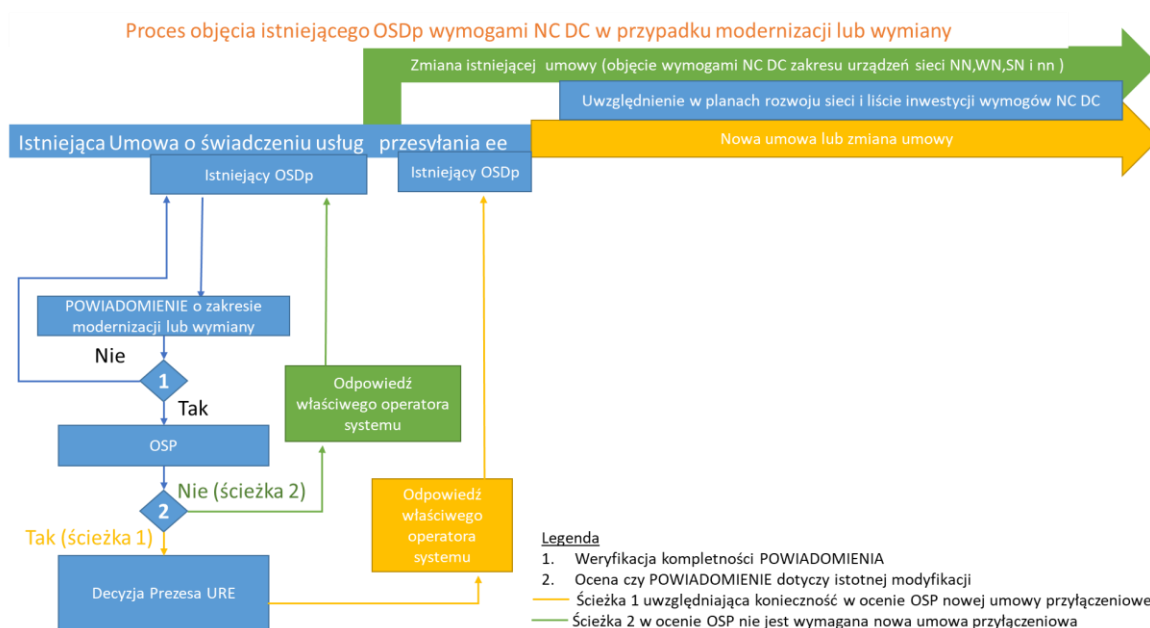 Proces objęcia istniejącego OSDp wymogami NC DC w przypadku modernizacji lub wymiany
Zmiana istniejącej umowy (objęcie wymogami NC DC zakresu urządzeń sieci NN,WN,SN i nn )
Uwzględnienie w planach rozwoju sieci i liście inwestycji wymogów NC DC
Istniejąca Umowa o świadczeniu usług przesyłania ee
Nowa umowa lub zmiana umowy
Istniejący OSDp
Istniejący OSDp
POWIADOMIENIE o zakresie
modernizacji lub wymiany
Nie
1
Tak
Odpowiedź
właściwego operatora
systemu
OSP
Nie (ścieżka 2)
2
Odpowiedź
właściwego
operatora
systemu
Tak (ścieżka 1)
Decyzja Prezesa URE
Legenda
1. Weryfikacja kompletności POWIADOMIENIA
2. Ocena czy POWIADOMIENIE dotyczy istotnej modyfikacji
Ścieżka 1 uwzględniająca konieczność w ocenie OSP nowej umowy przyłączeniowe
Ścieżka 2 w ocenie OSP nie jest wymagana nowa umowa przyłączeniowa